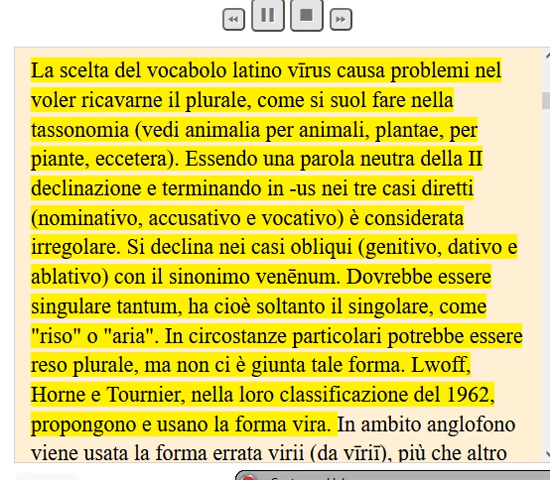 La scelta del vocabolo latino vīrus causa problemi nel
voler ricavarne il plurale, come si suol fare nella
tassonomia (vedi animalia per animali, plantae, per
piante, eccetera). Essendo una parola neutra della II
declinazione e terminando in -us nei tre casi diretti
(nominativo, accusativo e vocativo) è considerata
irregolare. Si declina nei casi obliqui (genitivo, dativo e
ablativo) con il sinonimo venēnum. Dovrebbe essere
singulare tantum, ha cioè soltanto il singolare, come
"riso" o "aria". In circostanze particolari potrebbe essere
reso plurale, ma non ci è giunta tale forma. Lwoff,
Horne e Tournier, nella loro classificazione del 1962,
propongono e usano la forma vira. In ambito anglofono
viene usata la forma errata virii (da vīriī), più che altro